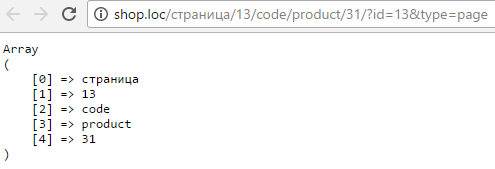 shop.loc/страница/13/code/product/31/?id=13&type=page
Array
(
[0] => страница
[1] => 13
[2] => code
[3] => product
[4] => 31
)